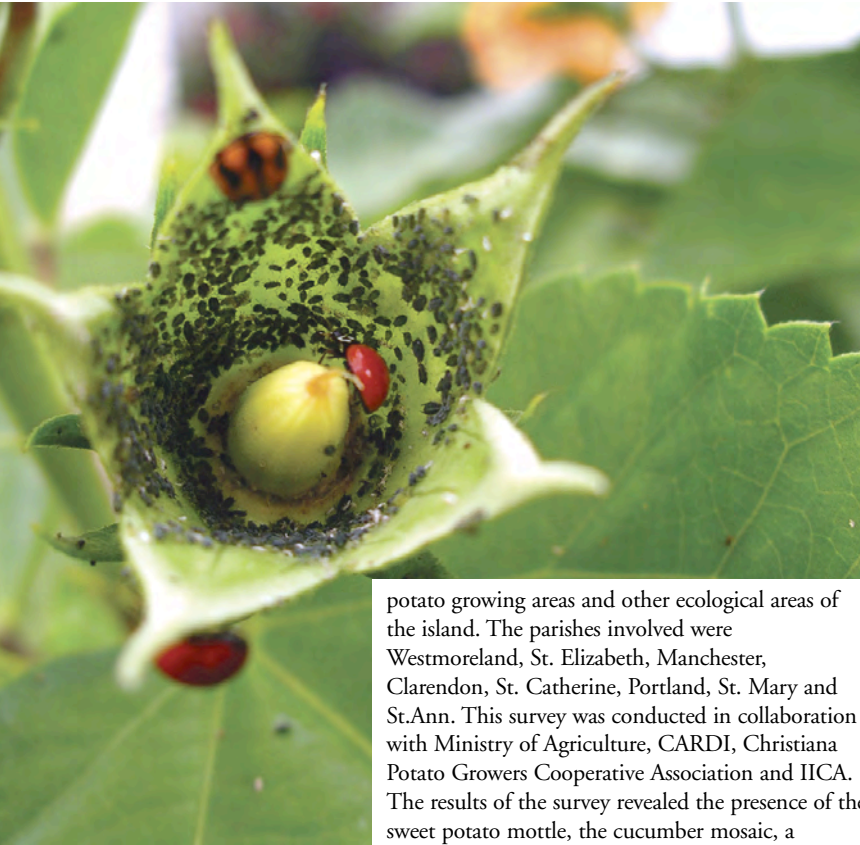 potato growing areas and other ecological areas of
the island. The parishes involved were
Westmoreland, St. Elizabeth, Manchester,
Clarendon, St. Catherine, Portland, St. Mary and
St.Ann. This survey was conducted in collaboration
with Ministry of Agriculture, CARDI, Christiana
Potato Growers Cooperative Association and IICA.
The results of the survey revealed the presence of the
sweet potato mottle, the cucumber mosaic, a